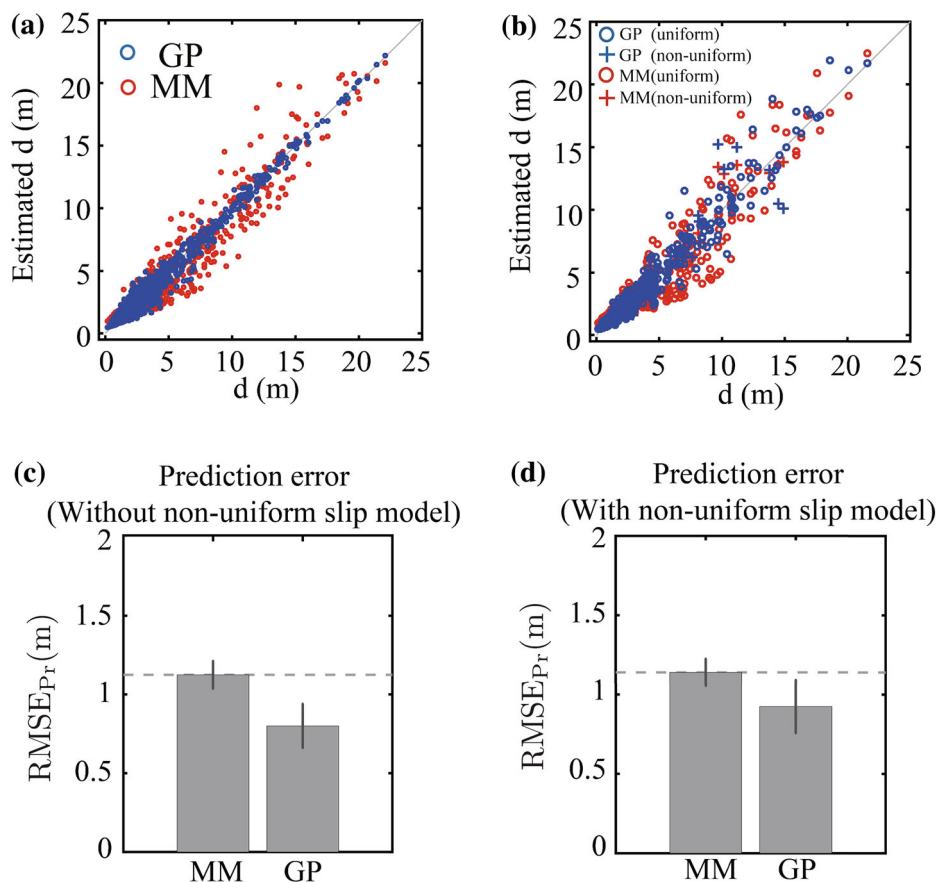 (a)
GP
MM
Estimated d (m)
25
20
15
10
5
0
0 5 10 15 20 25
d (m)
(b)
GP (uniform)
GP (non-uniform)
MM(uniform)
MM(non-uniform)
Estimated d (m)
25
20
15
10
5
0
0 5 10 15 20 25
d (m)
(c)
Prediction error
(Without non-uniform slip model)
RMSEPr(m)
2
1.5
1
0.5
0
MM GP
(d)
Prediction error
(With non-uniform slip model)
RMSEPr(m)
2
1.5
1
0.5
0
MM GP